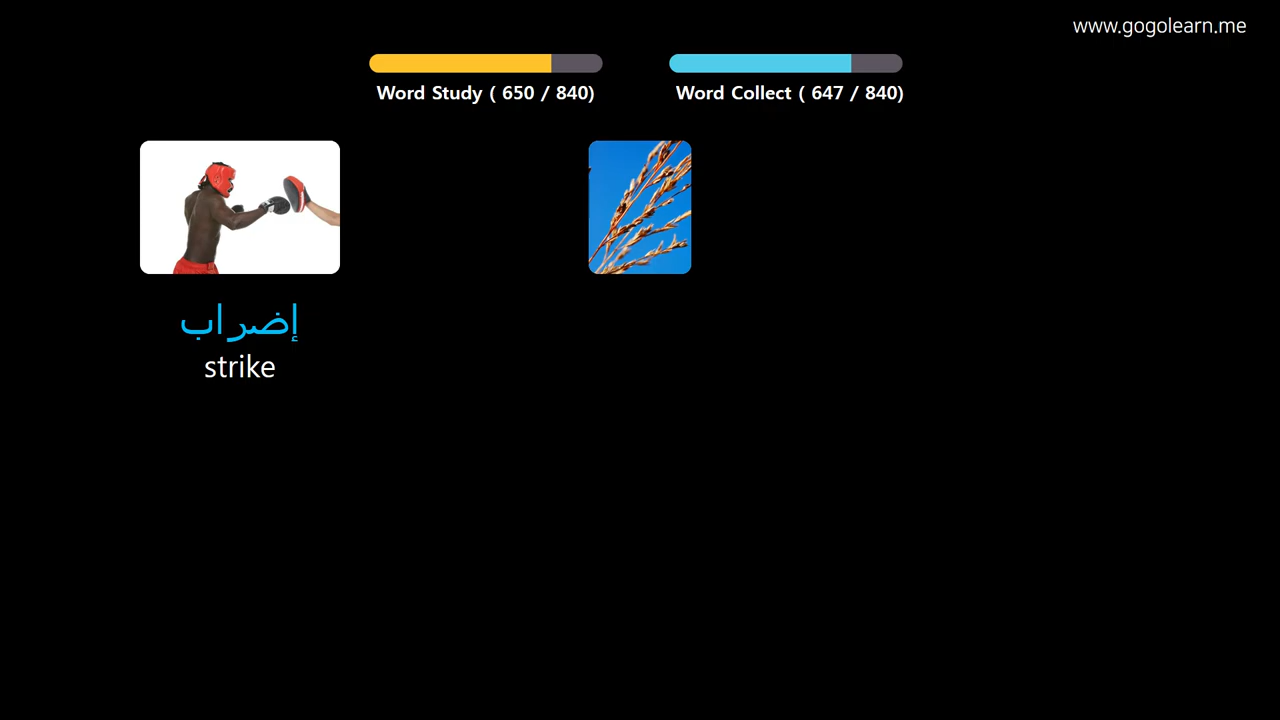 www.gogolearn.me
Word Study ( 650 / 840)
Word Collect ( 647 / 840)
إضراب
strike